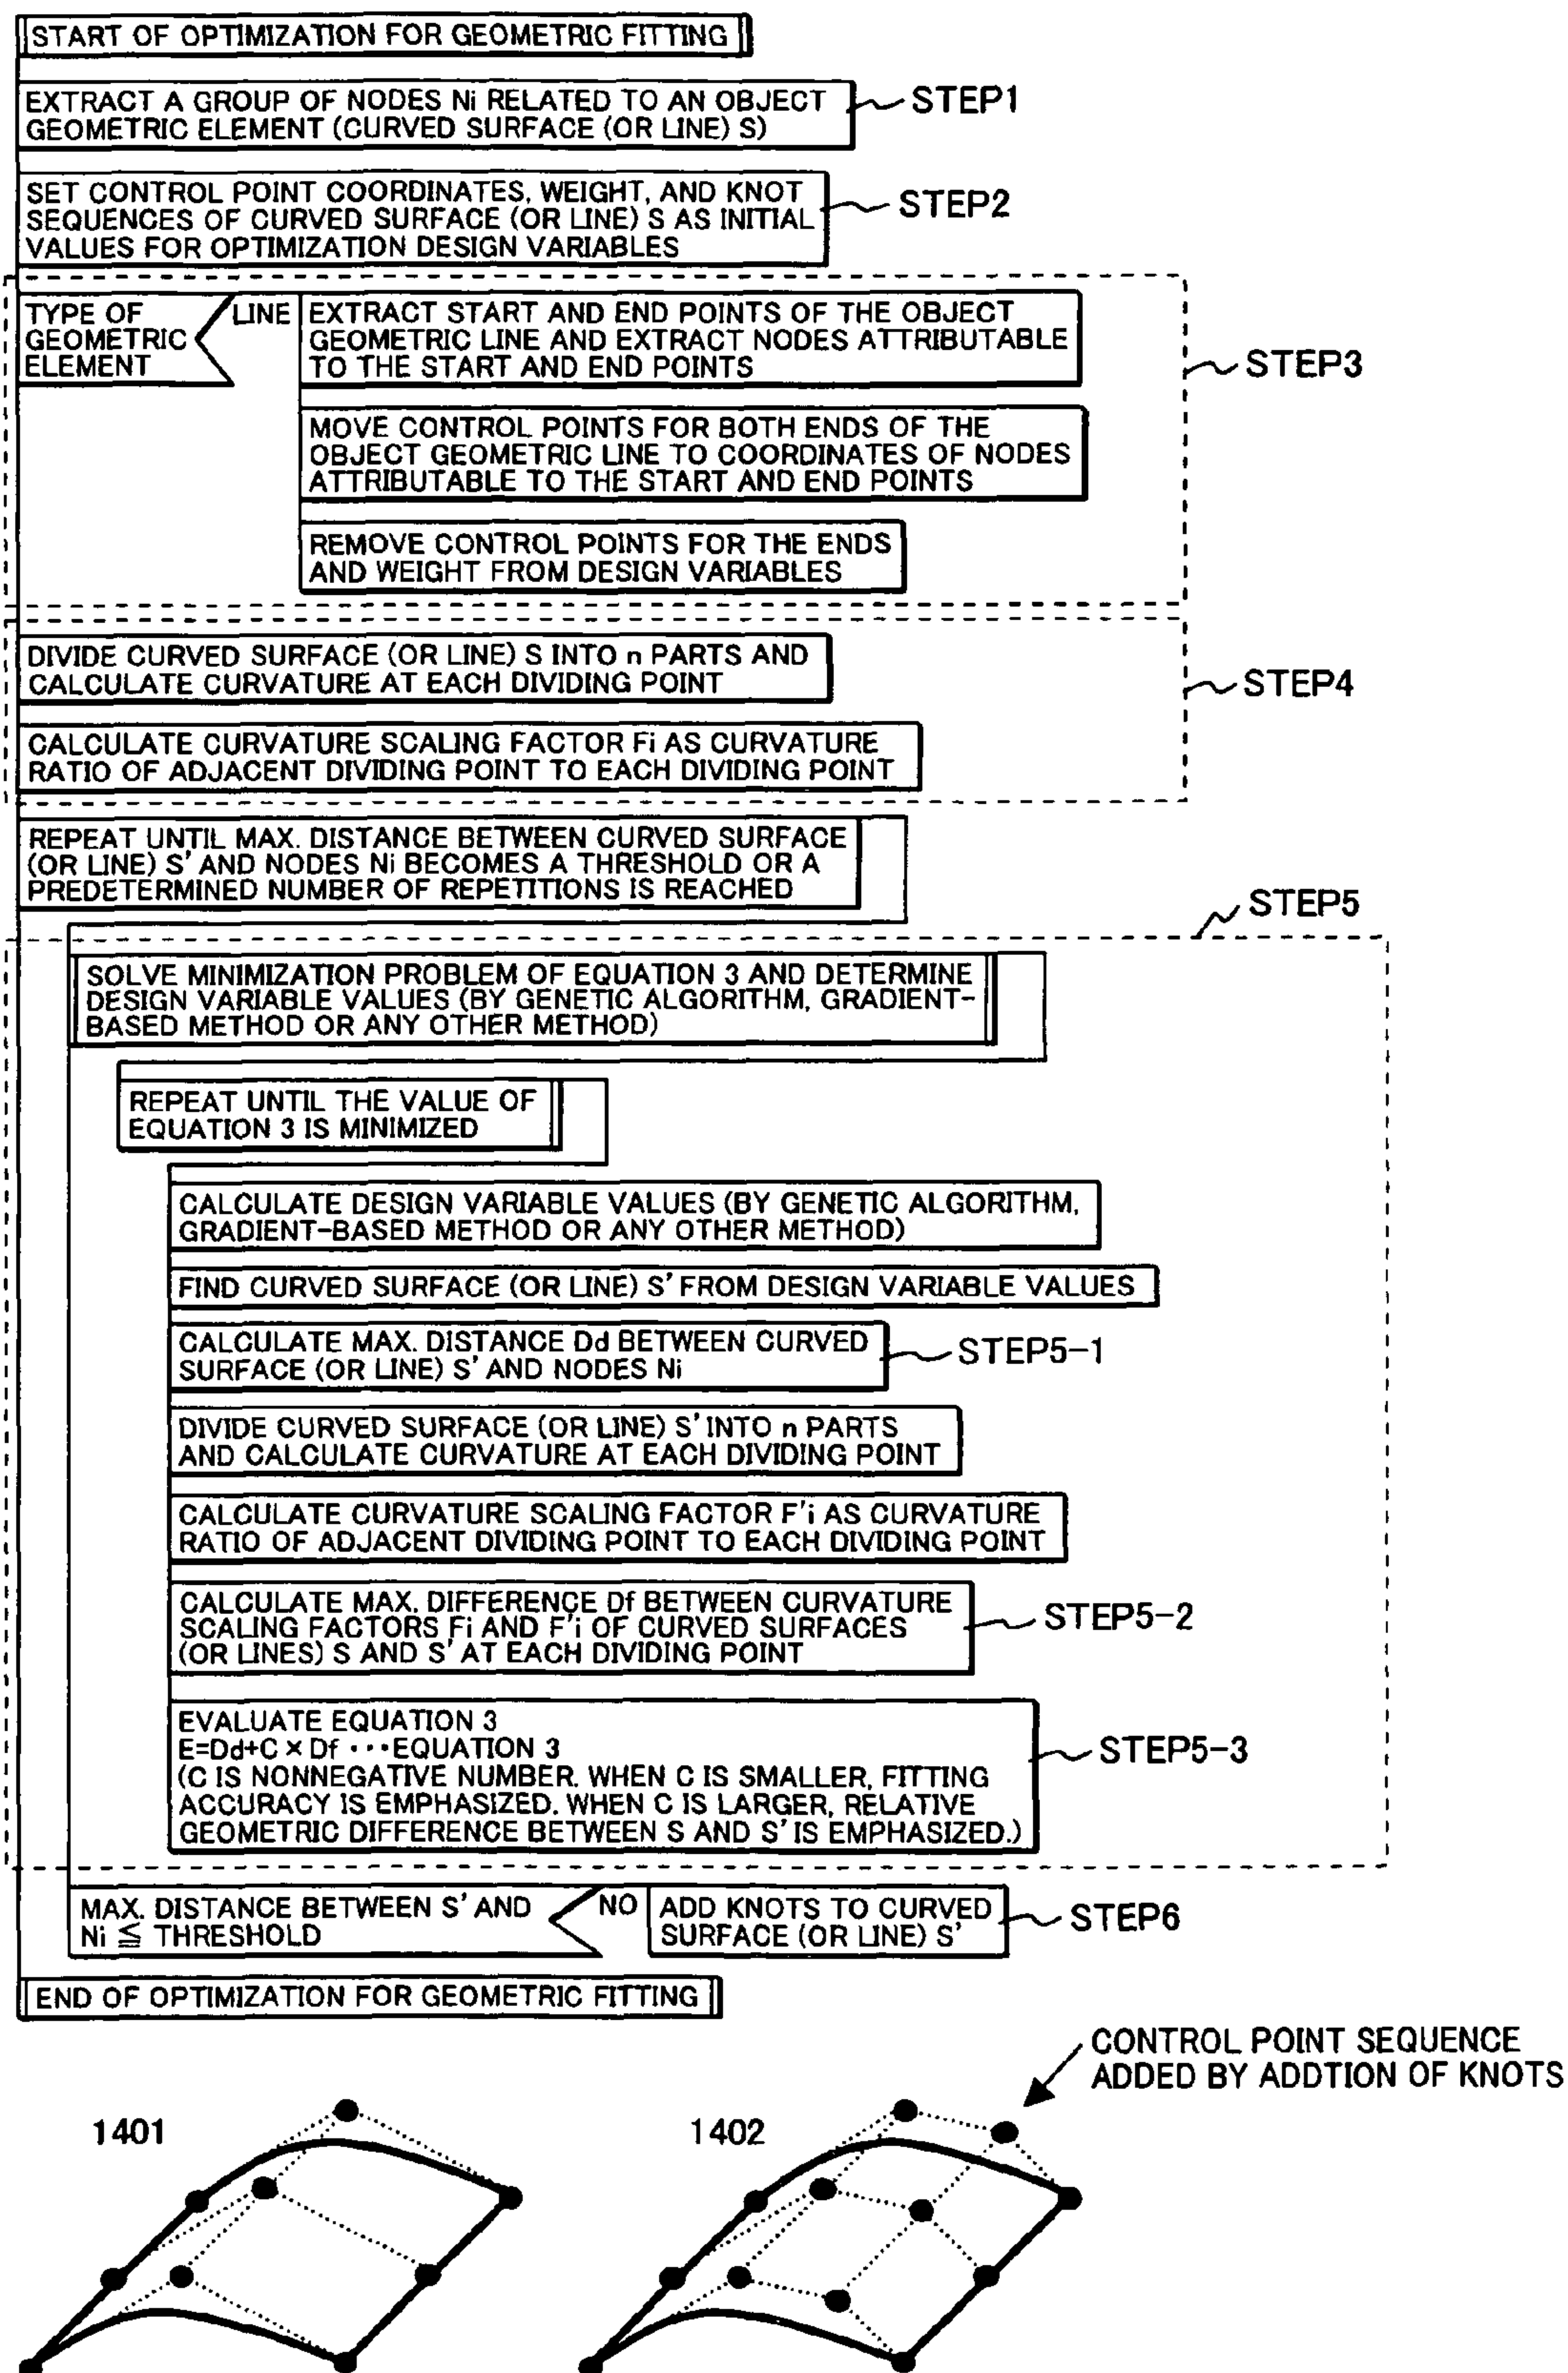 START OF OPTIMIZATION FOR GEOMETRIC FITTING
EXTRACT A GROUP OF NODES Ni RELATED TO AN OBJECT
GEOMETRIC ELEMENT (CURVED SURFACE (OR LINE) S)
STEP1
SET CONTROL POINT COORDINATES, WEIGHT, AND KNOT
SEQUENCES OF CURVED SURFACE (OR LINE) S AS INITIAL
VALUES FOR OPTIMIZATION DESIGN VARIABLES
STEP2
TYPE OF
GEOMETRIC
ELEMENT
LINE
EXTRACT START AND END POINTS OF THE OBJECT
GEOMETRIC LINE AND EXTRACT NODES ATTRIBUTABLE
TO THE START AND END POINTS
STEP3
MOVE CONTROL POINTS FOR BOTH ENDS OF THE
OBJECT GEOMETRIC LINE TO COORDINATES OF NODES
ATTRIBUTABLE TO THE START AND END POINTS
REMOVE CONTROL POINTS FOR THE ENDS
AND WEIGHT FROM DESIGN VARIABLES
DIVIDE CURVED SURFACE (OR LINE) S INTO n PARTS AND
CALCULATE CURVATURE AT EACH DIVIDING POINT
STEP4
CALCULATE CURVATURE SCALING FACTOR Fi AS CURVATURE
RATIO OF ADJACENT DIVIDING POINT TO EACH DIVIDING POINT
REPEAT UNTIL MAX. DISTANCE BETWEEN CURVED SURFACE
(OR LINE) S' AND NODES Ni BECOMES A THRESHOLD OR A
PREDETERMINED NUMBER OF REPETITIONS IS REACHED
STEP5
SOLVE MINIMIZATION PROBLEM OF EQUATION 3 AND DETERMINE
DESIGN VARIABLE VALUES (BY GENETIC ALGORITHM, GRADIENT-
BASED METHOD OR ANY OTHER METHOD)
REPEAT UNTIL THE VALUE OF
EQUATION 3 IS MINIMIZED
CALCULATE DESIGN VARIABLE VALUES (BY GENETIC ALGORITHM,
GRADIENT-BASED METHOD OR ANY OTHER METHOD)
FIND CURVED SURFACE (OR LINE) S' FROM DESIGN VARIABLE VALUES
CALCULATE MAX. DISTANCE Dd BETWEEN CURVED
SURFACE (OR LINE) S' AND NODES Ni
STEP5-1
DIVIDE CURVED SURFACE (OR LINE) S' INTO n PARTS
AND CALCULATE CURVATURE AT EACH DIVIDING POINT
CALCULATE CURVATURE SCALING FACTOR F'i AS CURVATURE
RATIO OF ADJACENT DIVIDING POINT TO EACH DIVIDING POINT
CALCULATE MAX. DIFFERENCE Df BETWEEN CURVATURE
SCALING FACTORS Fi AND F'i OF CURVED SURFACES
(OR LINES) S AND S' AT EACH DIVIDING POINT
STEP5-2
EVALUATE EQUATION 3
E=Dd+C × Df ･･･EQUATION 3
(C IS NONNEGATIVE NUMBER. WHEN C IS SMALLER, FITTING
ACCURACY IS EMPHASIZED. WHEN C IS LARGER, RELATIVE
GEOMETRIC DIFFERENCE BETWEEN S AND S' IS EMPHASIZED.)
STEP5-3
MAX. DISTANCE BETWEEN S' AND
Ni ≦ THRESHOLD
NO
ADD KNOTS TO CURVED
SURFACE (OR LINE) S'
STEP6
END OF OPTIMIZATION FOR GEOMETRIC FITTING
CONTROL POINT SEQUENCE
ADDED BY ADDTION OF KNOTS
1401
1402